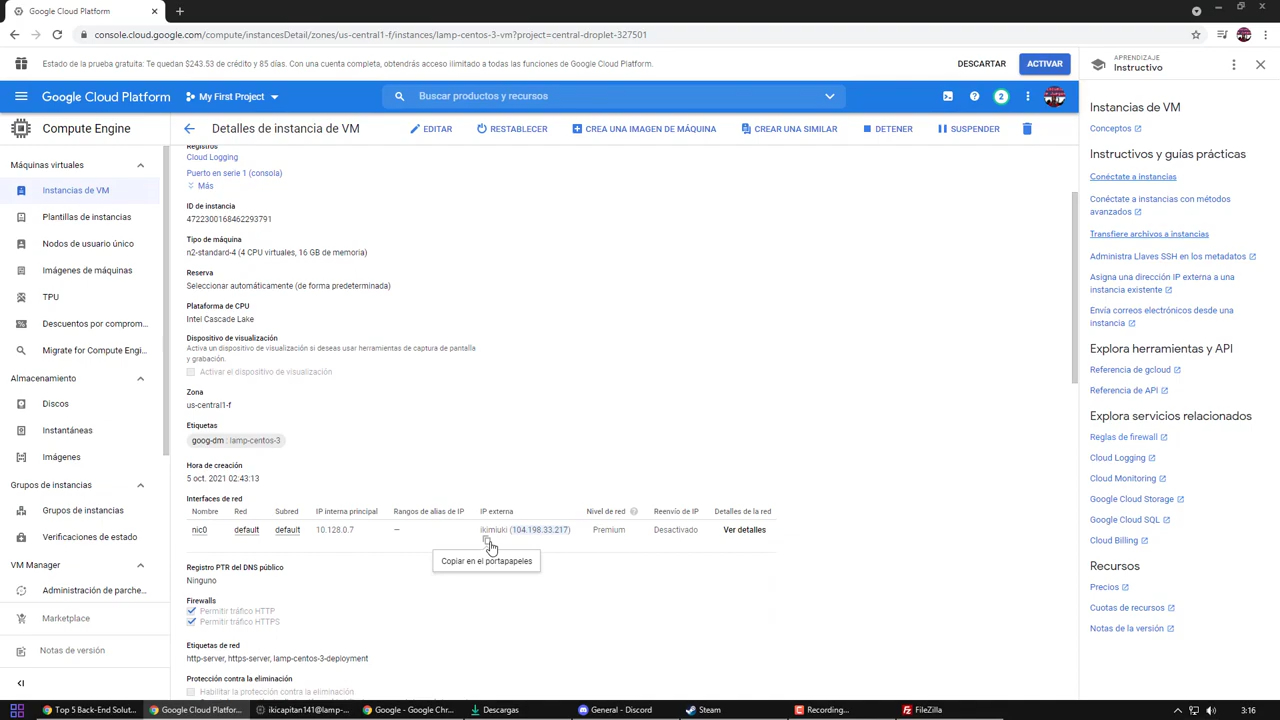 Google Cloud Platform
console.cloud.google.com/compute/instancesDetail/zones/us-central1-f/instances/lamp-centos-3-vm?project=central-droplet-327501
Estado de la prueba gratuita: Te quedan $243.53 de crédito y 85 días. Con una cuenta completa, obtendrás acceso ilimitado a todas las funciones de Google Cloud Platform.
DESCARTAR
ACTIVAR
APRENDIZAJE
Instructivo
Google Cloud Platform
My First Project
Buscar productos y recursos
2
Compute Engine
Detalles de instancia de VM
EDITAR
RESTABLECER
CREA UNA IMAGEN DE MÁQUINA
CREAR UNA SIMILAR
DETENER
SUSPENDER
Máquinas virtuales
Instancias de VM
Plantillas de instancias
Nodos de usuario único
Imágenes de máquinas
TPU
Descuentos por comprom...
Migrate for Compute Engi...
Almacenamiento
Discos
Instantáneas
Imágenes
Grupos de instancias
Grupos de instancias
Verificaciones de estado
VM Manager
Administración de parche...
Marketplace
Notas de versión
Registros
Cloud Logging
Puerto en serie 1 (consola)
Más
ID de instancia
4722300168462293791
Tipo de máquina
n2-standard-4 (4 CPU virtuales, 16 GB de memoria)
Reserva
Seleccionar automáticamente (de forma predeterminada)
Plataforma de CPU
Intel Cascade Lake
Dispositivo de visualización
Activa un dispositivo de visualización si deseas usar herramientas de captura de pantalla
y grabación.
Activar el dispositivo de visualización
Zona
us-central1-f
Etiquetas
goog-dm : lamp-centos-3
Hora de creación
5 oct. 2021 02:43:13
Interfaces de red
Nombre Red Subred IP interna principal Rangos de alias de IP IP externa Nivel de red Reenvío de IP Detalles de la red
nic0 default default 10.128.0.7 — ikimiuki (104.198.33.217) Premium Desactivado Ver detalles
Copiar en el portapapeles
Registro PTR del DNS público
Ninguno
Firewalls
Permitir tráfico HTTP
Permitir tráfico HTTPS
Etiquetas de red
http-server, https-server, lamp-centos-3-deployment
Protección contra la eliminación
Habilitar la protección contra la eliminación
Instancias de VM
Conceptos
Instructivos y guías prácticas
Conéctate a instancias
Conéctate a instancias con métodos
avanzados
Transfiere archivos a instancias
Administra Llaves SSH en los metadatos
Asigna una dirección IP externa a una
instancia existente
Envía correos electrónicos desde una
instancia
Explora herramientas y API
Referencia de gcloud
Referencia de API
Explora servicios relacionados
Reglas de firewall
Cloud Logging
Cloud Monitoring
Google Cloud Storage
Google Cloud SQL
Cloud Billing
Recursos
Precios
Cuotas de recursos
Notas de la versión
Top 5 Back-End Solut...
Google Cloud Platfor...
ikicapitan141@lamp-...
Google - Google Chr...
Descargas
General - Discord
Steam
Recording...
FileZilla
3:16